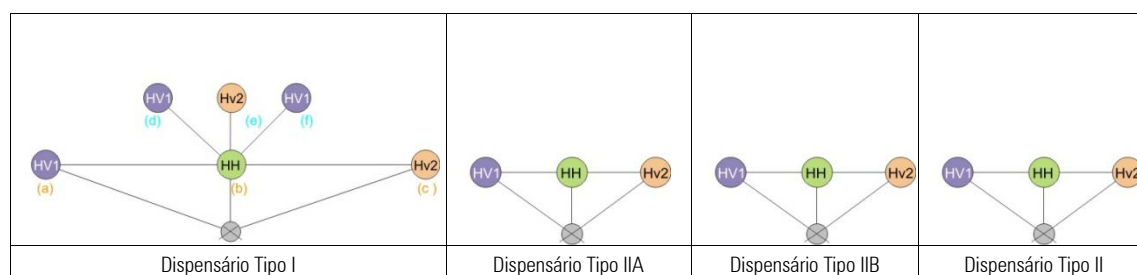 HV1 Hv2 HV1
(d) (e) (f)
HV1 HH Hv2 HV1 HH Hv2 HV1 HH Hv2 HV1 HH Hv2
(a) (b) (c )
Dispensário Tipo I Dispensário Tipo IIA Dispensário Tipo IIB Dispensário Tipo II